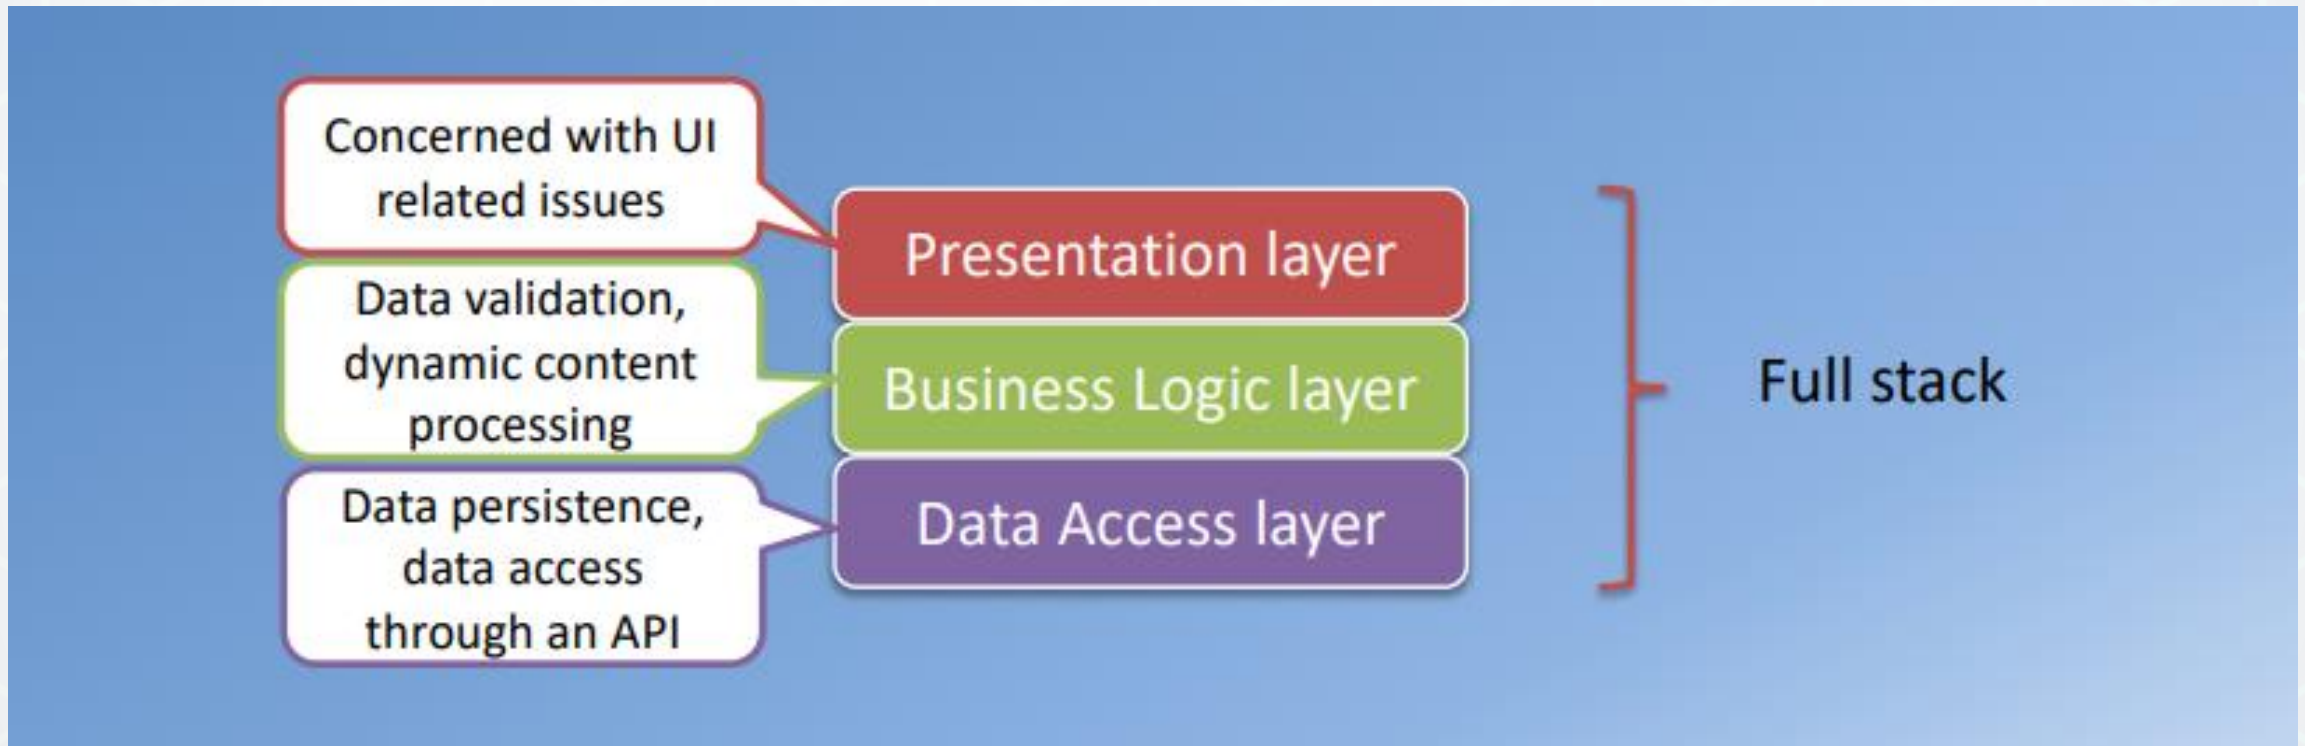 Concerned with UI
related issues
Presentation layer
Data validation,
dynamic content
processing
Business Logic layer
Data persistence,
data access
through an API
Data Access layer
Full stack